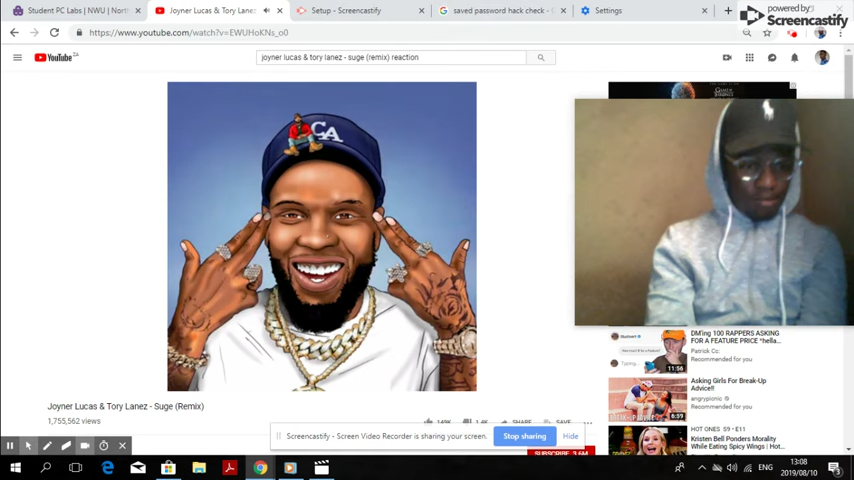 Student PC Labs | NWU | Nort
Joyner Lucas & Tory Lanez
Setup - Screencastify
saved password hack check - G
Settings
powered by
Screencastify
https://www.youtube.com/watch?v=EWUHoKNs_o0
YouTube ZA
joyner lucas & tory lanez - suge (remix) reaction
CA
Joyner Lucas & Tory Lanez - Suge (Remix)
1,755,562 views
149K
1.4K
SHARE
SAVE
SUBSCRIBE 3.6M
DM'ing 100 RAPPERS ASKING
FOR A FEATURE PRICE *hella...
Patrick Cc:
Recommended for you
11:56
Asking Girls For Break-Up
Advice!!
angrypionic
Recommended for you
6:59
HOT ONES S9 - E11
Kristen Bell Ponders Morality
While Eating Spicy Wings | Hot
Screencastify - Screen Video Recorder is sharing your screen.
Stop sharing
Hide
ENG
13:08
2019/08/10
3